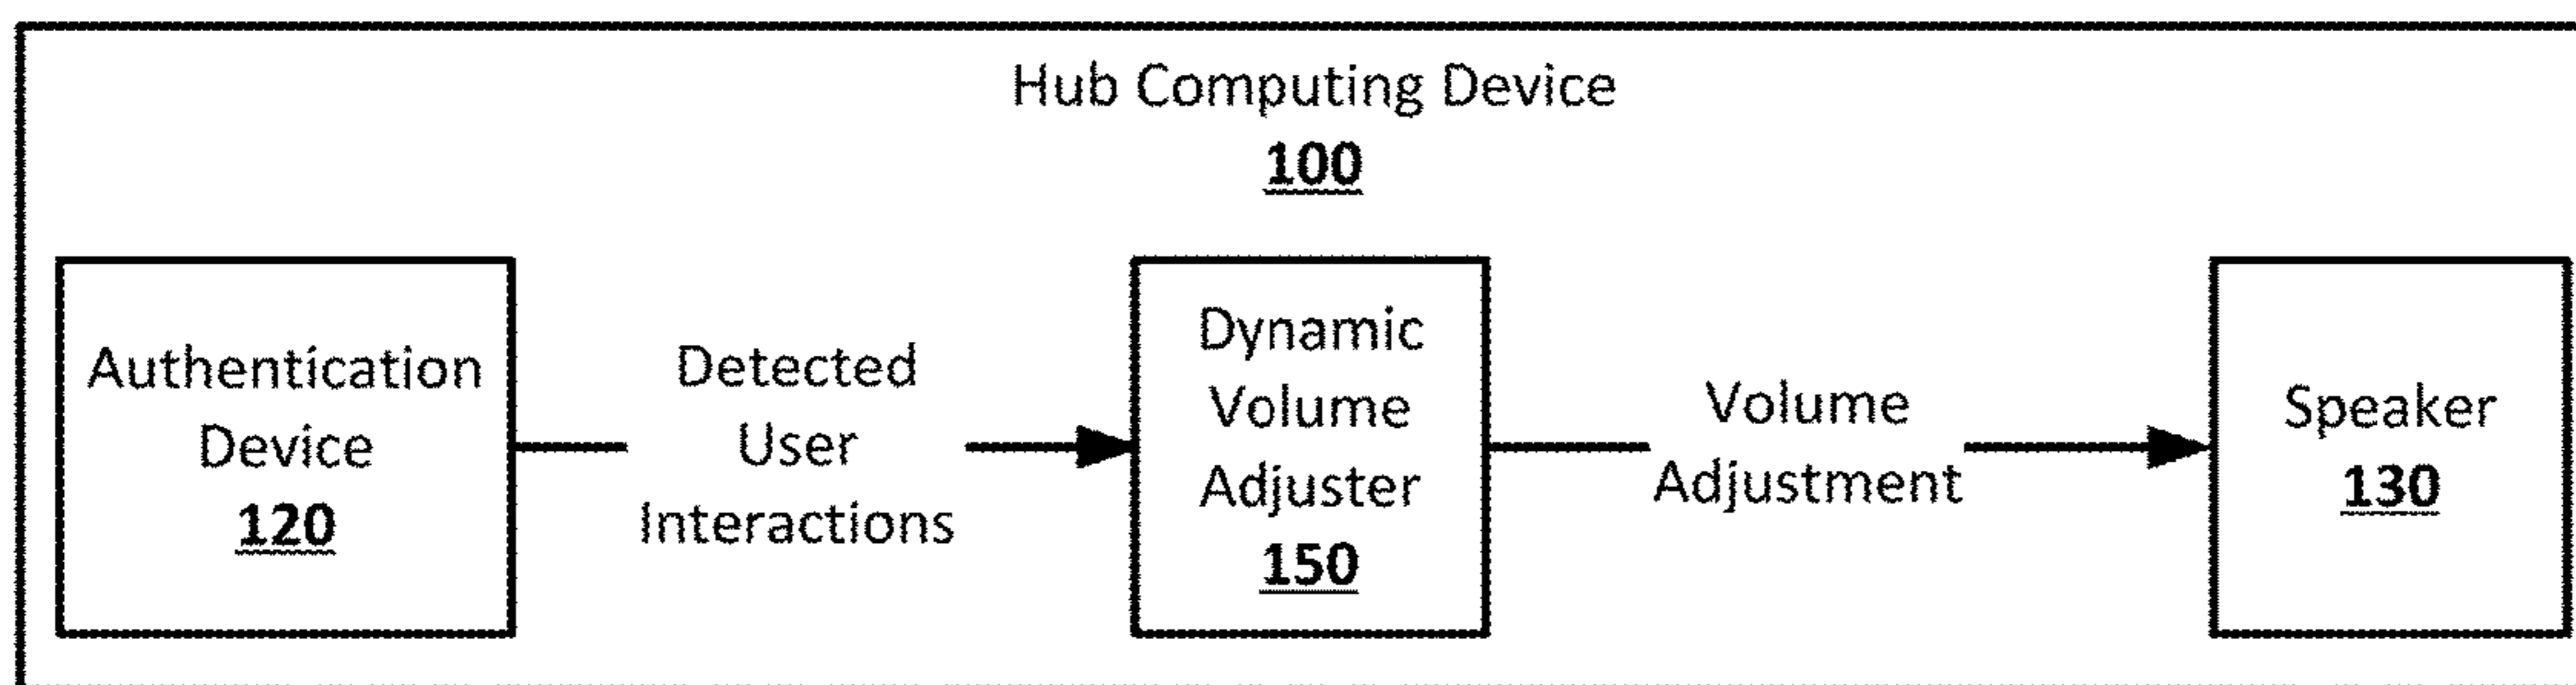 Hub Computing Device
100
Authentication
Device
120
Detected
User
Interactions
Dynamic
Volume
Adjuster
150
Volume
Adjustment
Speaker
130